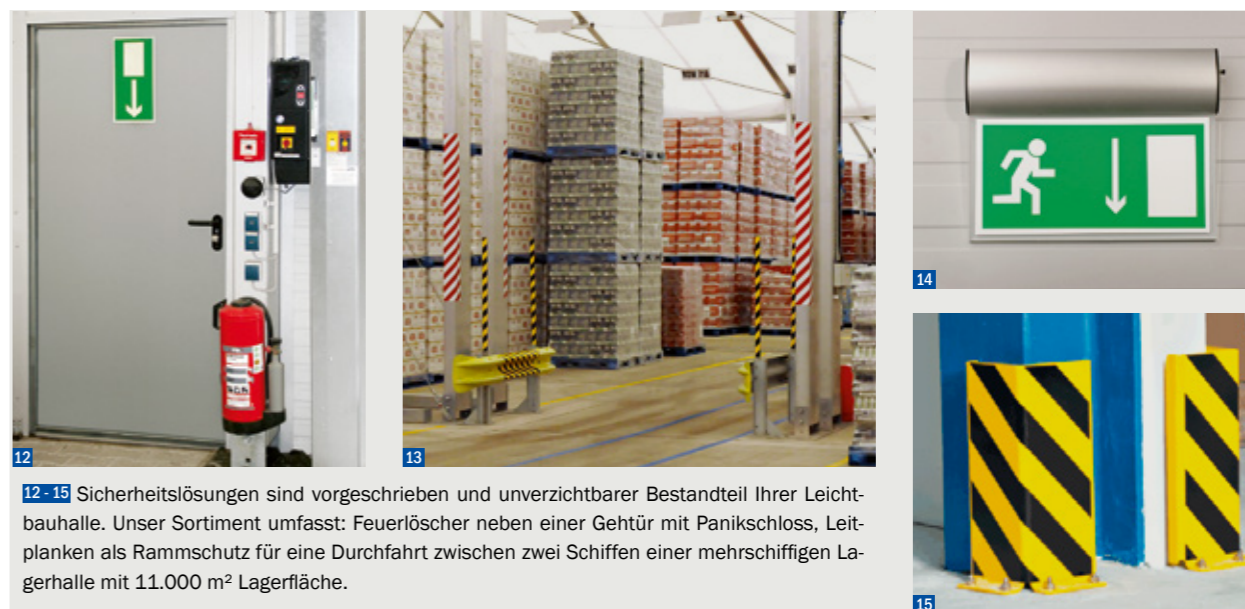 12
13
14
15
12 - 15 Sicherheitslösungen sind vorgeschrieben und unverzichtbarer Bestandteil Ihrer Leicht-
bauhalle. Unser Sortiment umfasst: Feuerlöscher neben einer Gehtür mit Panikschloss, Leit-
planken als Rammschutz für eine Durchfahrt zwischen zwei Schiffen einer mehrschiffigen La-
gerhalle mit 11.000 m² Lagerfläche.